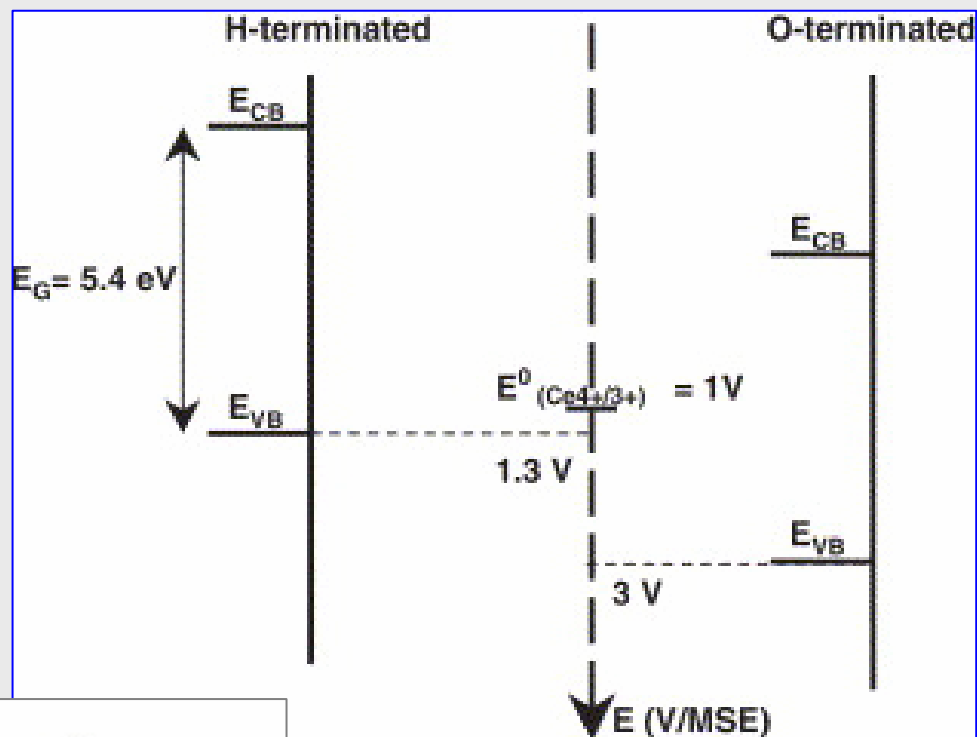 H-terminated
O-terminated
E_CB
E_CB
E_G= 5.4 eV
E⁰ (Ce4+/3+) = 1V
E_VB
1.3 V
E_VB
3 V
E (V/MSE)